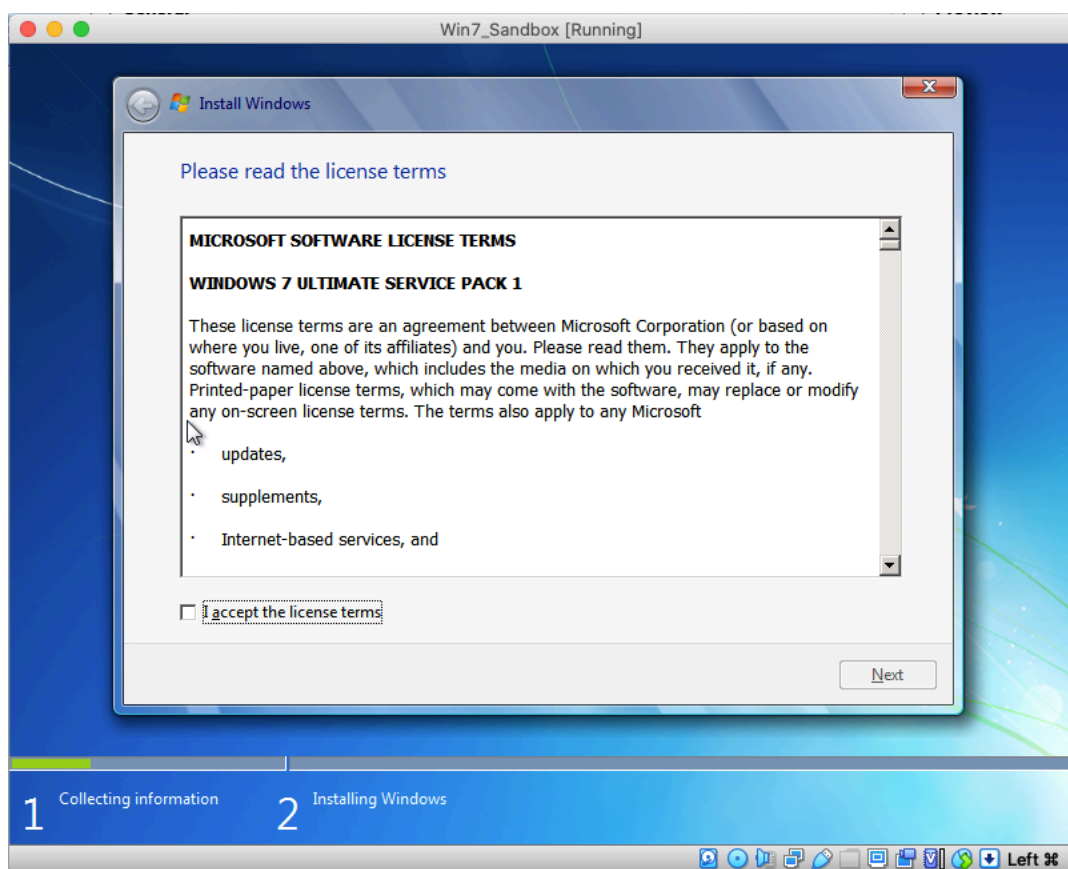 Win7_Sandbox [Running]
Install Windows
Please read the license terms
MICROSOFT SOFTWARE LICENSE TERMS
WINDOWS 7 ULTIMATE SERVICE PACK 1
These license terms are an agreement between Microsoft Corporation (or based on
where you live, one of its affiliates) and you. Please read them. They apply to the
software named above, which includes the media on which you received it, if any.
Printed-paper license terms, which may come with the software, may replace or modify
any on-screen license terms. The terms also apply to any Microsoft
· updates,
· supplements,
· Internet-based services, and
I accept the license terms
Next
1 Collecting information 2 Installing Windows
Left ⌘